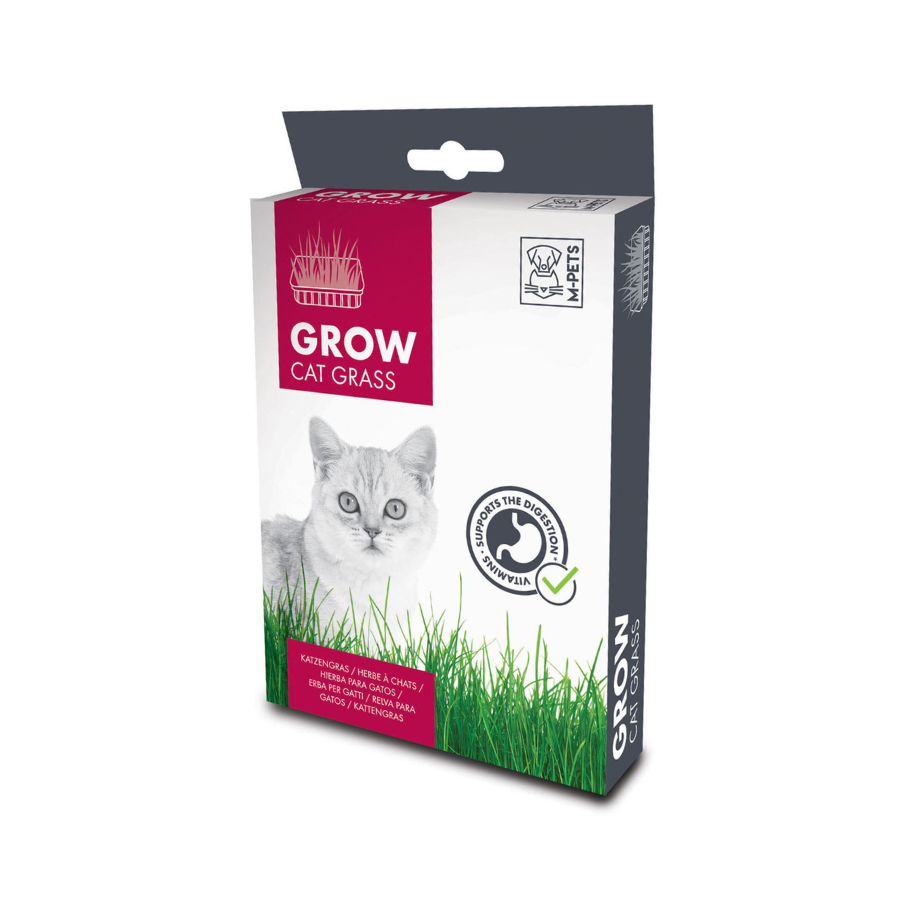 GROW
CAT GRASS
M-PETS
M-PETS
GROW
CAT GRASS
SUPPORTS THE DIGESTION • VITAMINS •
KATZENGRAS / HERBE À CHATS /
HIERBA PARA GATOS /
ERBA PER GATTI / RELVA PARA
GATOS / KATTENGRAS
GROW
CAT GRASS